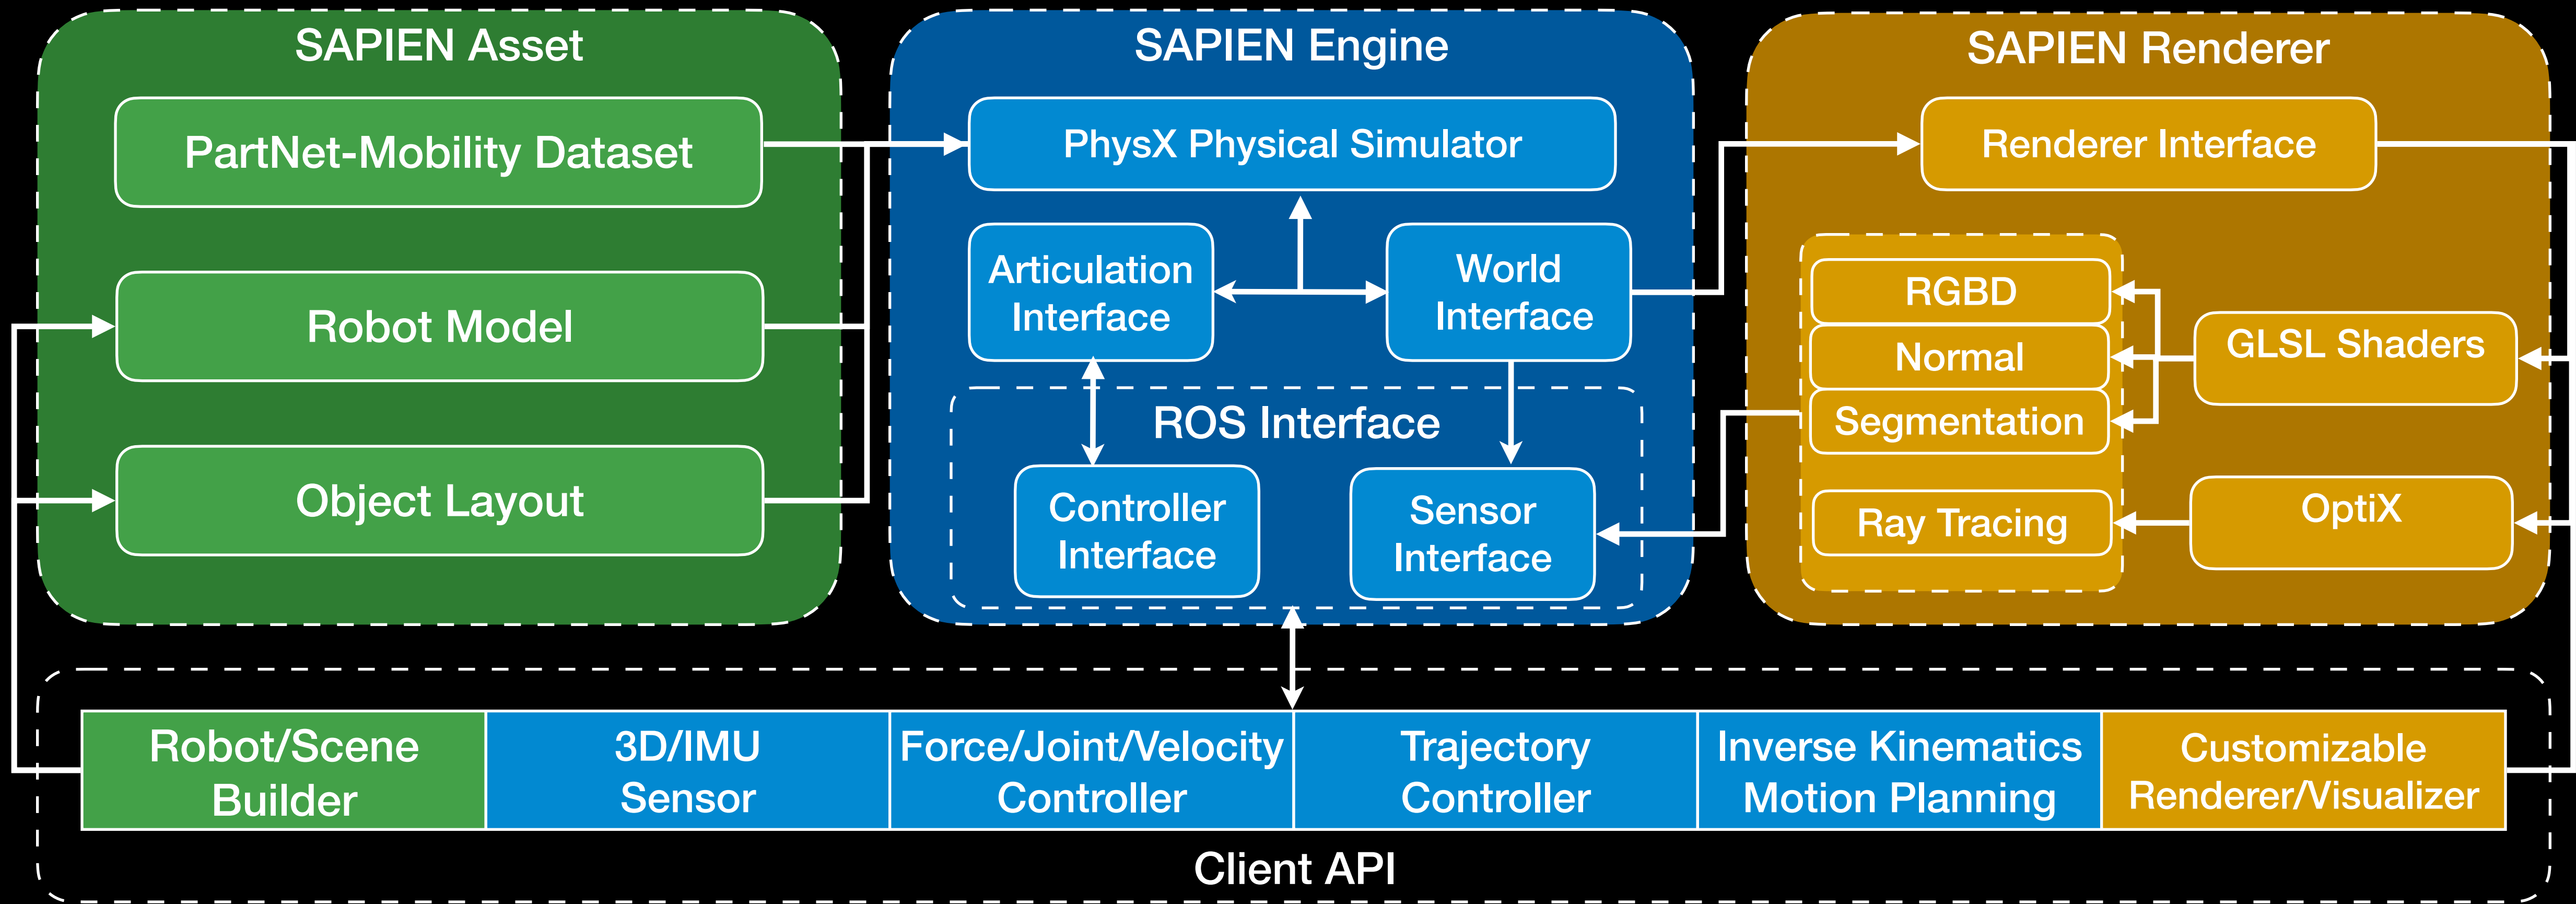 SAPIEN Asset
PartNet-Mobility Dataset
Robot Model
Object Layout
SAPIEN Engine
PhysX Physical Simulator
Articulation
Interface
World
Interface
ROS Interface
Controller
Interface
Sensor
Interface
SAPIEN Renderer
Renderer Interface
RGBD
Normal
Segmentation
Ray Tracing
GLSL Shaders
OptiX
Robot/Scene
Builder
3D/IMU
Sensor
Force/Joint/Velocity
Controller
Trajectory
Controller
Inverse Kinematics
Motion Planning
Customizable
Renderer/Visualizer
Client API